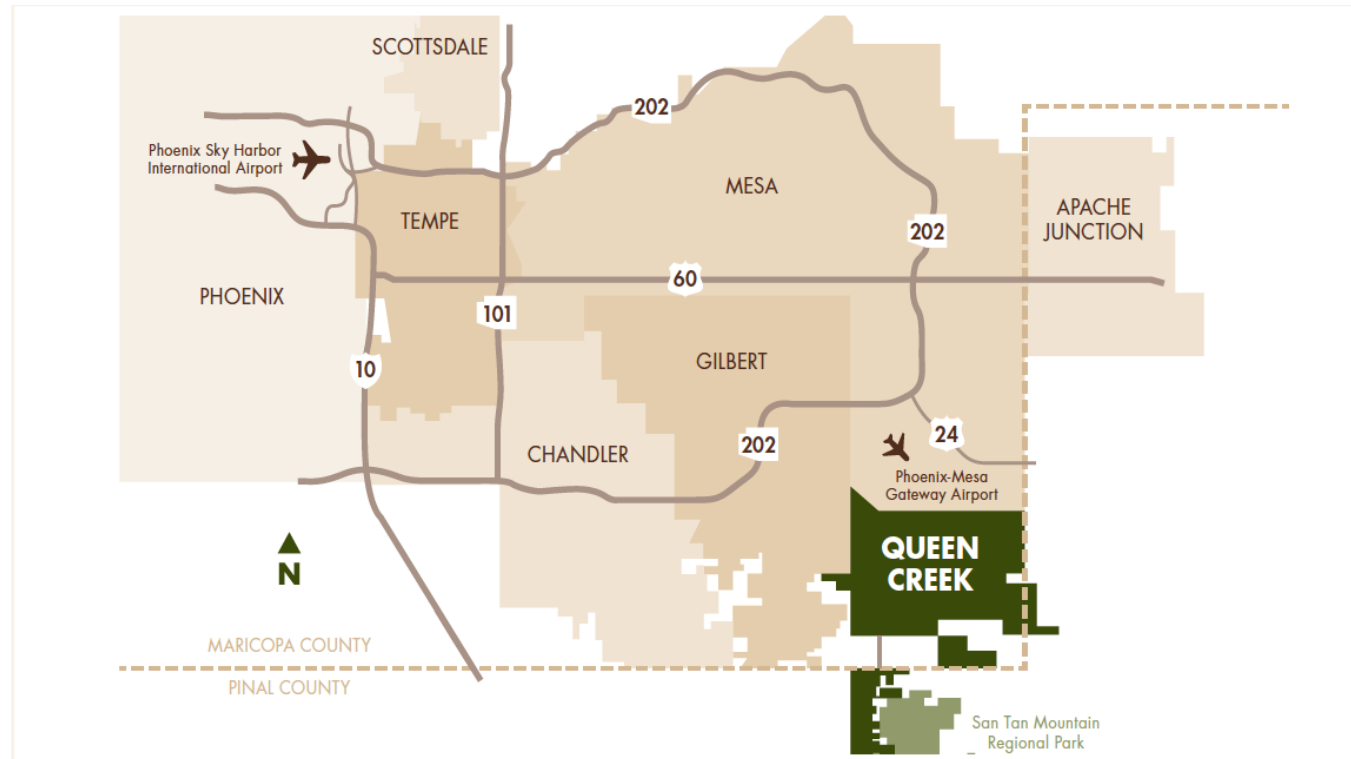 SCOTTSDALE
202
Phoenix Sky Harbor
International Airport
MESA
TEMPE
APACHE
JUNCTION
202
60
PHOENIX
101
10
GILBERT
202
24
CHANDLER
Phoenix-Mesa
Gateway Airport
N
QUEEN
CREEK
MARICOPA COUNTY
PINAL COUNTY
San Tan Mountain
Regional Park